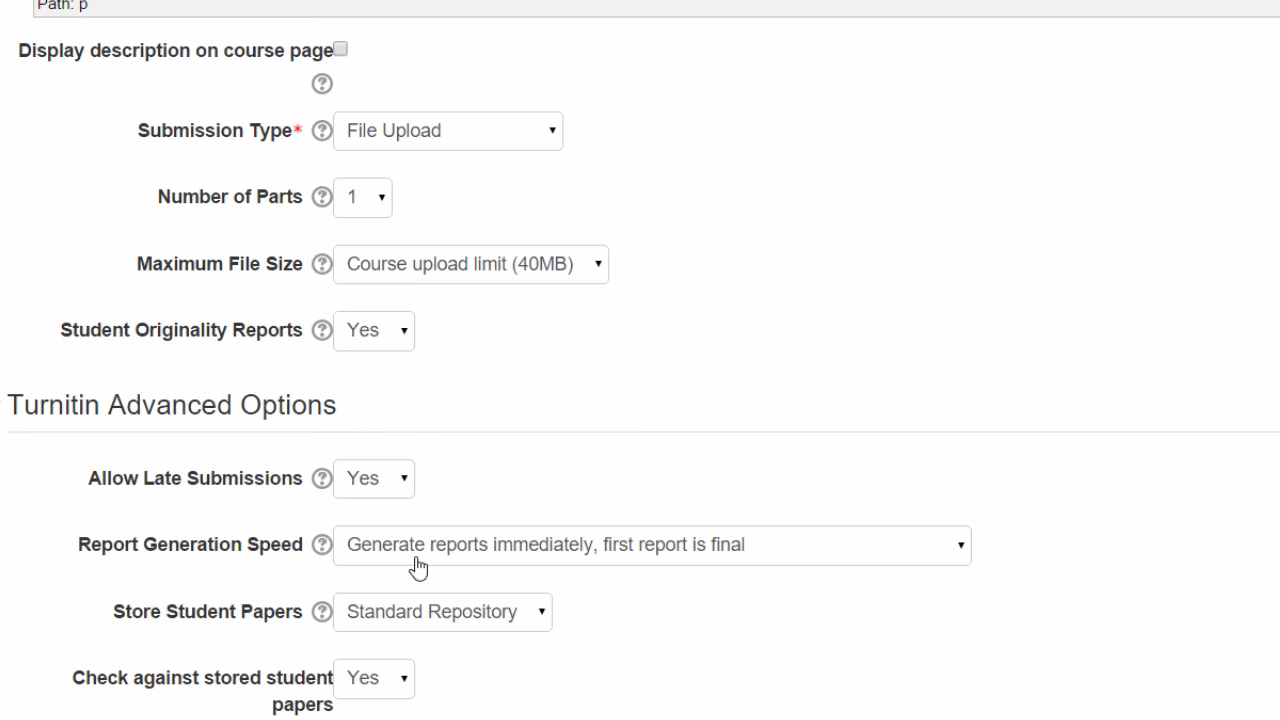 Path: p
Display description on course page
Submission Type* File Upload
Number of Parts 1
Maximum File Size Course upload limit (40MB)
Student Originality Reports Yes
Turnitin Advanced Options
Allow Late Submissions Yes
Report Generation Speed Generate reports immediately, first report is final
Store Student Papers Standard Repository
Check against stored student Yes
papers